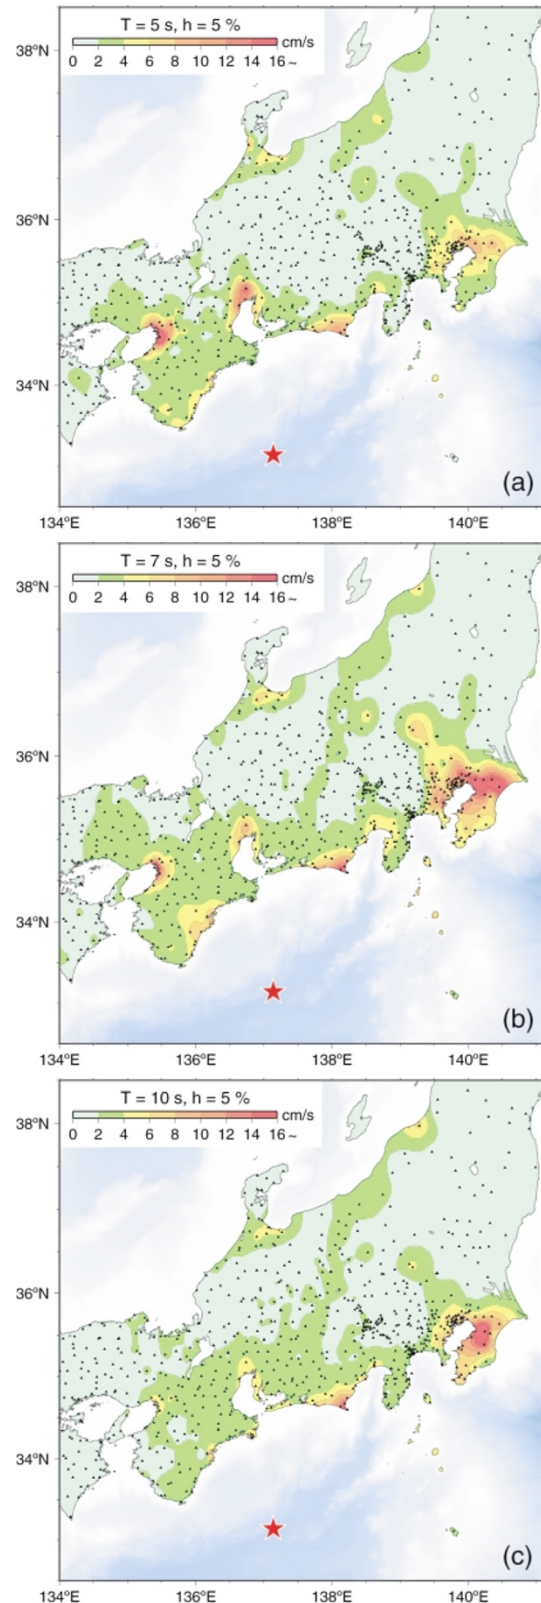 T = 5 s, h = 5 %
cm/s
0 2 4 6 8 10 12 14 16 ~
38°N
36°N
34°N
(a)
134°E 136°E 138°E 140°E
T = 7 s, h = 5 %
cm/s
0 2 4 6 8 10 12 14 16 ~
38°N
36°N
34°N
(b)
134°E 136°E 138°E 140°E
T = 10 s, h = 5 %
cm/s
0 2 4 6 8 10 12 14 16 ~
38°N
36°N
34°N
(c)
134°E 136°E 138°E 140°E